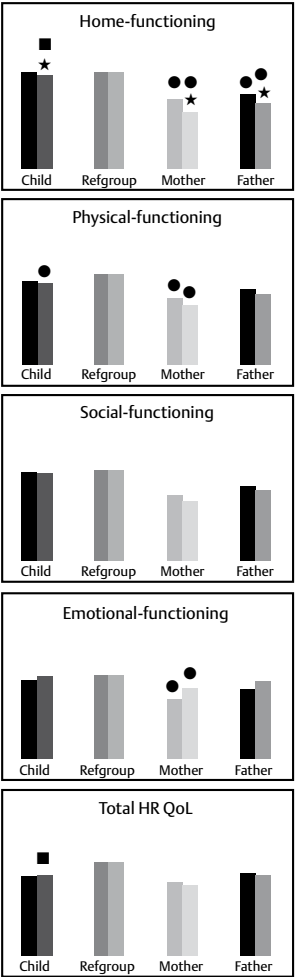 Home-functioning
Child Refgroup Mother Father
Physical-functioning
Child Refgroup Mother Father
Social-functioning
Child Refgroup Mother Father
Emotional-functioning
Child Refgroup Mother Father
Total HR QoL
Child Refgroup Mother Father